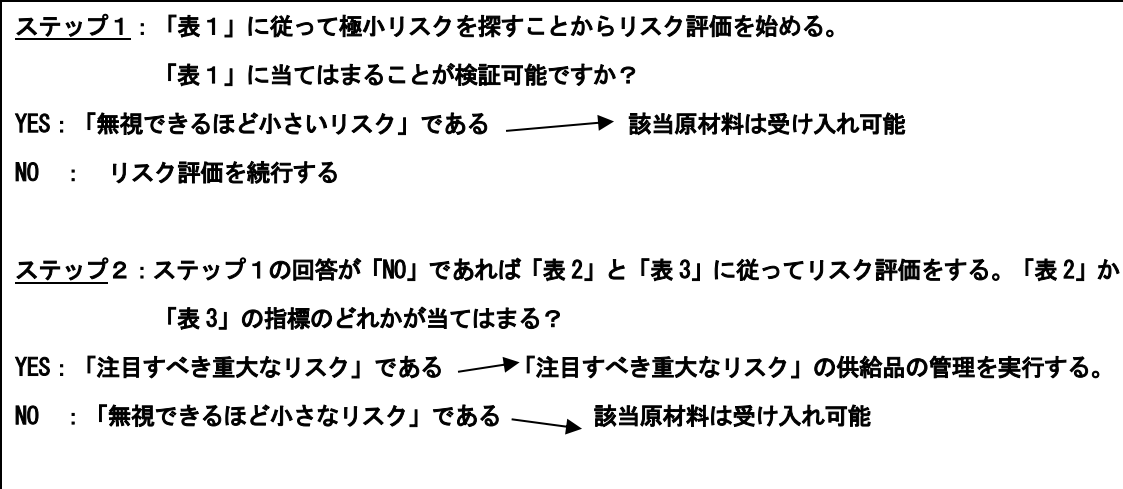 ステップ1:「表1」に従って極小リスクを探すことからリスク評価を始める。
「表1」に当てはまることが検証可能ですか?
YES:「無視できるほど小さいリスク」である 該当原材料は受け入れ可能
NO : リスク評価を続行する
ステップ2:ステップ1の回答が「NO」であれば「表2」と「表3」に従ってリスク評価をする。「表2」か
「表3」の指標のどれかが当てはまる?
YES:「注目すべき重大なリスク」である 「注目すべき重大なリスク」の供給品の管理を実行する。
NO :「無視できるほど小さなリスク」である 該当原材料は受け入れ可能